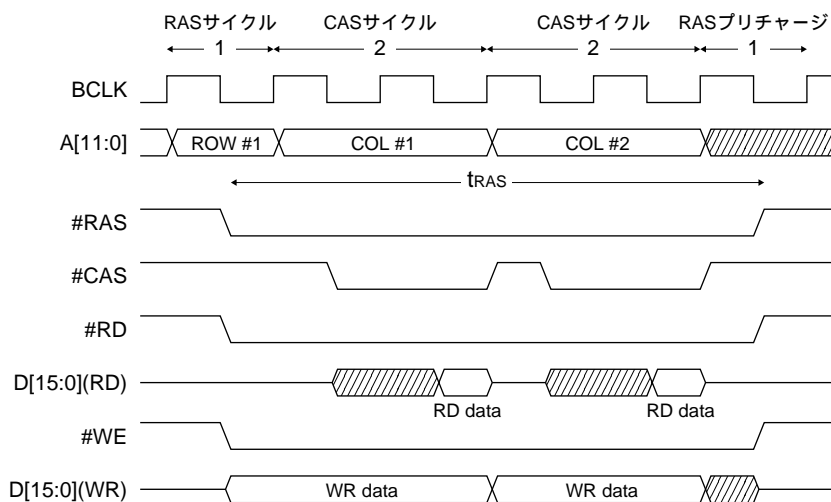 RASサイクル CASサイクル CASサイクル RASプリチャージ
1 2 2 1
BCLK
A[11:0] ROW #1 COL #1 COL #2
tRAS
#RAS
#CAS
#RD
D[15:0](RD)
RD data RD data
#WE
D[15:0](WR) WR data WR data